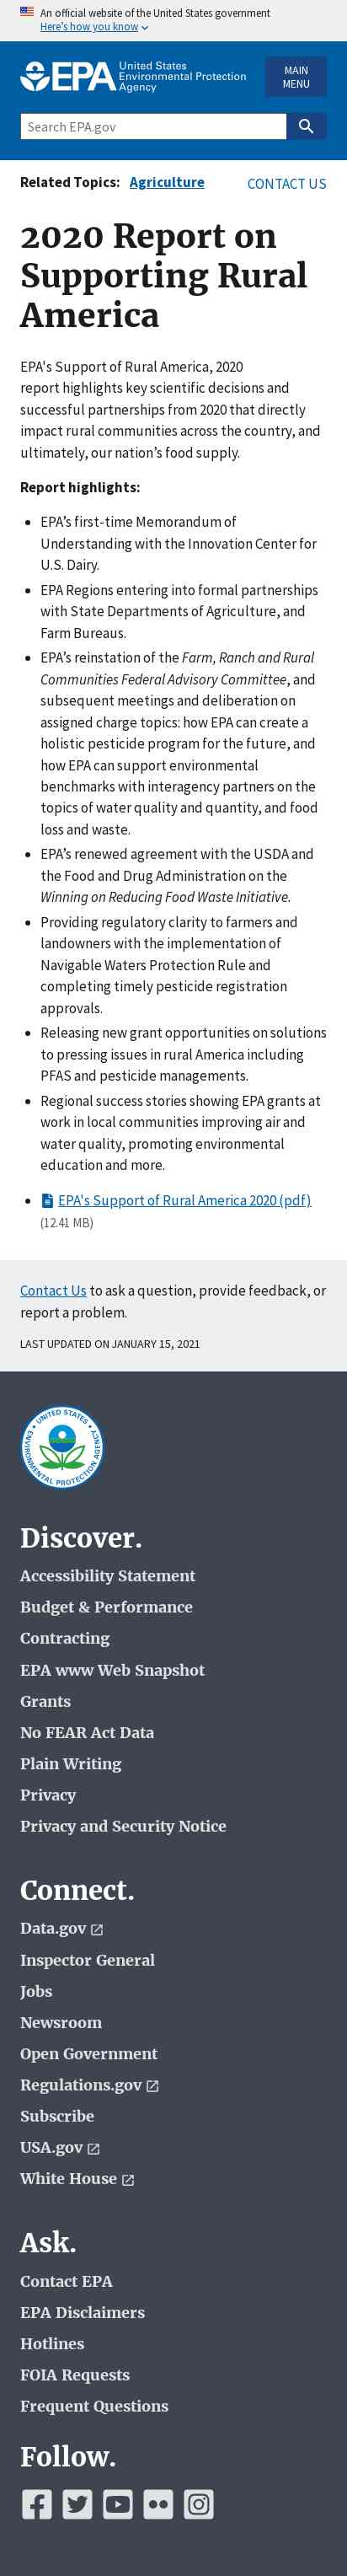 An official website of the United States government
Here's how you know
EPA United States
Environmental Protection
Agency
MAIN
MENU
Search EPA.gov
Related Topics: Agriculture
CONTACT US
2020 Report on
Supporting Rural
America
EPA's Support of Rural America, 2020
report highlights key scientific decisions and
successful partnerships from 2020 that directly
impact rural communities across the country, and
ultimately, our nation’s food supply.
Report highlights:
• EPA’s first-time Memorandum of
Understanding with the Innovation Center for
U.S. Dairy.
• EPA Regions entering into formal partnerships
with State Departments of Agriculture, and
Farm Bureaus.
• EPA’s reinstation of the Farm, Ranch and Rural
Communities Federal Advisory Committee, and
subsequent meetings and deliberation on
assigned charge topics: how EPA can create a
holistic pesticide program for the future, and
how EPA can support environmental
benchmarks with interagency partners on the
topics of water quality and quantity, and food
loss and waste.
• EPA’s renewed agreement with the USDA and
the Food and Drug Administration on the
Winning on Reducing Food Waste Initiative.
• Providing regulatory clarity to farmers and
landowners with the implementation of
Navigable Waters Protection Rule and
completing timely pesticide registration
approvals.
• Releasing new grant opportunities on solutions
to pressing issues in rural America including
PFAS and pesticide managements.
• Regional success stories showing EPA grants at
work in local communities improving air and
water quality, promoting energy efficiency,
education and more.
• EPA's Support of Rural America 2020 (pdf)
(12.41 MB)
Contact Us to ask a question, provide feedback, or
report a problem.
LAST UPDATED ON JANUARY 15, 2021
UNITED STATES
ENVIRONMENTAL PROTECTION AGENCY
Discover.
Accessibility Statement
Budget & Performance
Contracting
EPA www Web Snapshot
Grants
No FEAR Act Data
Plain Writing
Privacy
Privacy and Security Notice
Connect.
Data.gov
Inspector General
Jobs
Newsroom
Open Government
Regulations.gov
Subscribe
USA.gov
White House
Ask.
Contact EPA
EPA Disclaimers
Hotlines
FOIA Requests
Frequent Questions
Follow.